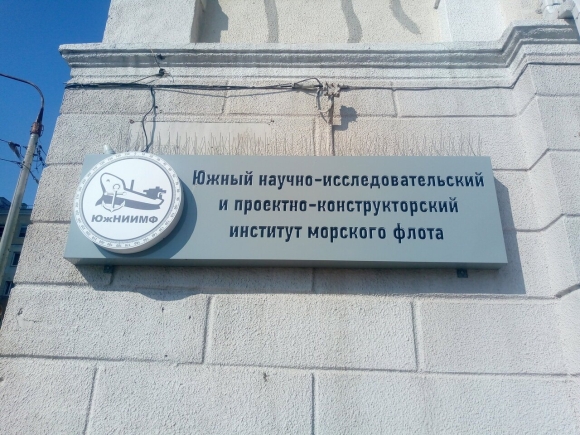 ЮжНИИМФ
Южный научно-исследовательский
и проектно-конструкторский
институт морского флота